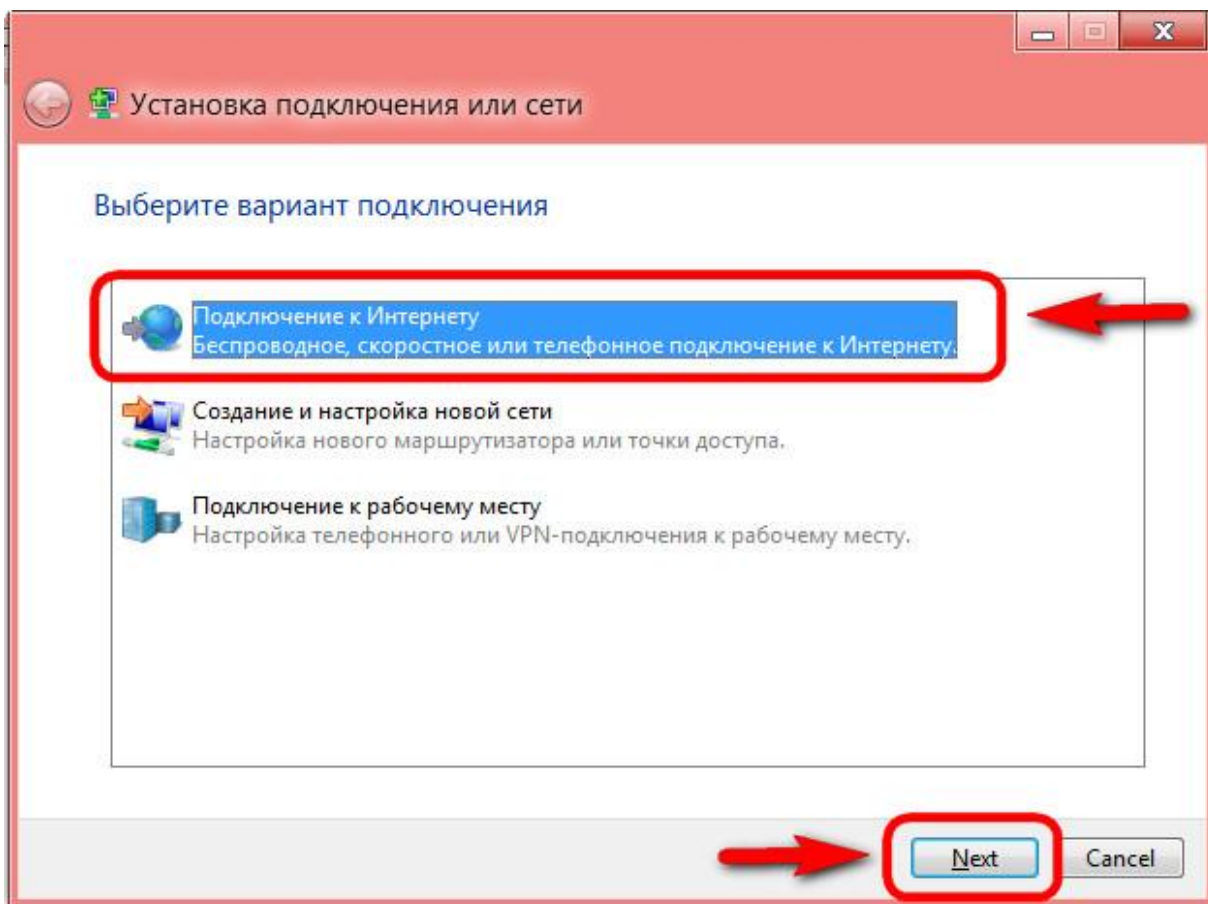 Установка подключения или сети
Выберите вариант подключения
Подключение к Интернету
Беспроводное, скоростное или телефонное подключение к Интернету.
Создание и настройка новой сети
Настройка нового маршрутизатора или точки доступа.
Подключение к рабочему месту
Настройка телефонного или VPN-подключения к рабочему месту.
Next
Cancel